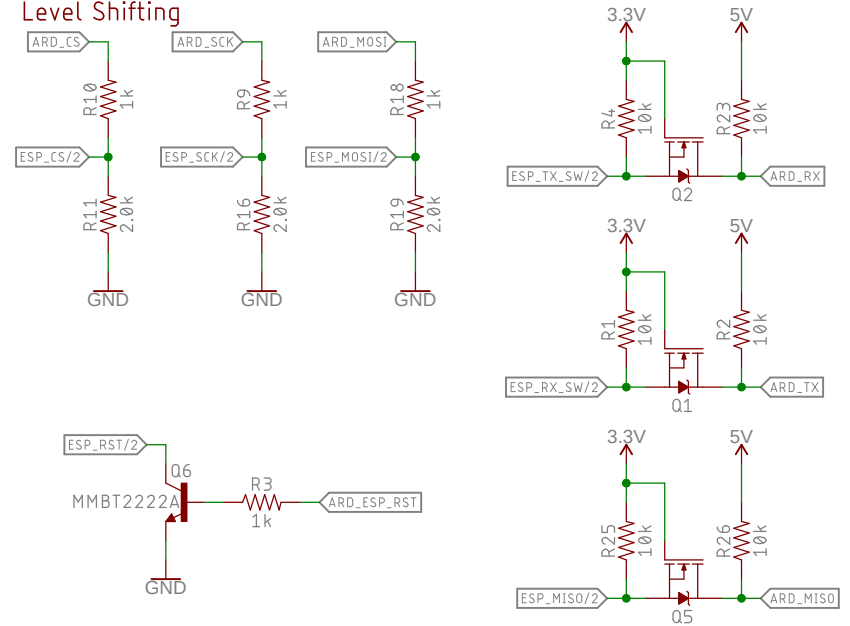 Level Shifting
ARD_CS
ARD_SCK
ARD_MOSI
R10
1k
R9
1k
R18
1k
ESP_CS/2
ESP_SCK/2
ESP_MOSI/2
R11
2.0k
R16
2.0k
R19
2.0k
GND
GND
GND
3.3V
5V
R4
10k
R23
10k
ESP_TX_SW/2
Q2
ARD_RX
3.3V
5V
R1
10k
R2
10k
ESP_RX_SW/2
Q1
ARD_TX
3.3V
5V
R25
10k
R26
10k
ESP_MISO/2
Q5
ARD_MISO
ESP_RST/2
Q6
MMBT2222A
R3
1k
ARD_ESP_RST
GND